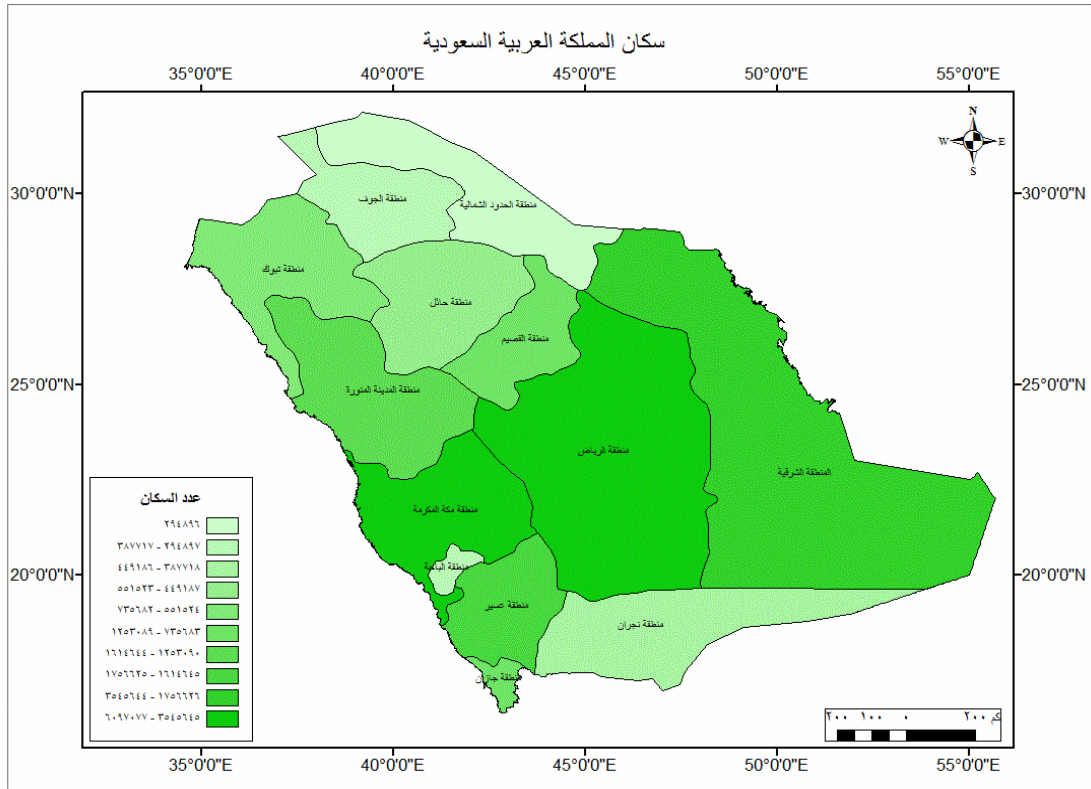 سكان المملكة العربية السعودية
35°0'0"E 40°0'0"E 45°0'0"E 50°0'0"E 55°0'0"E
N
W E
S
30°0'0"N 30°0'0"N
منطقة الجوف
منطقة الحدود الشمالية
منطقة تبوك
منطقة حائل
منطقة القصيم
25°0'0"N 25°0'0"N
منطقة المدينة المنورة
منطقة الرياض
المنطقة الشرقية
منطقة مكة المكرمة
منطقة الباحة
20°0'0"N 20°0'0"N
منطقة عسير
منطقة نجران
منطقة جازان
عدد السكان
٢٩٤٨٩٦
٢٩٤٨٩٧ - ٣٨٧٧١٧
٣٨٧٧١٨ - ٤٤٩١٨٦
٤٤٩١٨٧ - ٥٥١٥٢٣
٥٥١٥٢٤ - ٧٣٥٦٨٢
٧٣٥٦٨٣ - ١٢٥٣٠٨٩
١٢٥٣٠٩٠ - ١٦١٤٦٤٤
١٦١٤٦٤٥ - ١٧٥٦٦٢٥
١٧٥٦٦٢٦ - ٣٥٤٥٦٤٤
٣٥٤٥٦٤٥ - ٦٠٩٧٠٧٧
٢٠٠ ١٠٠ ٠ ٢٠٠ كم
35°0'0"E 40°0'0"E 45°0'0"E 50°0'0"E 55°0'0"E